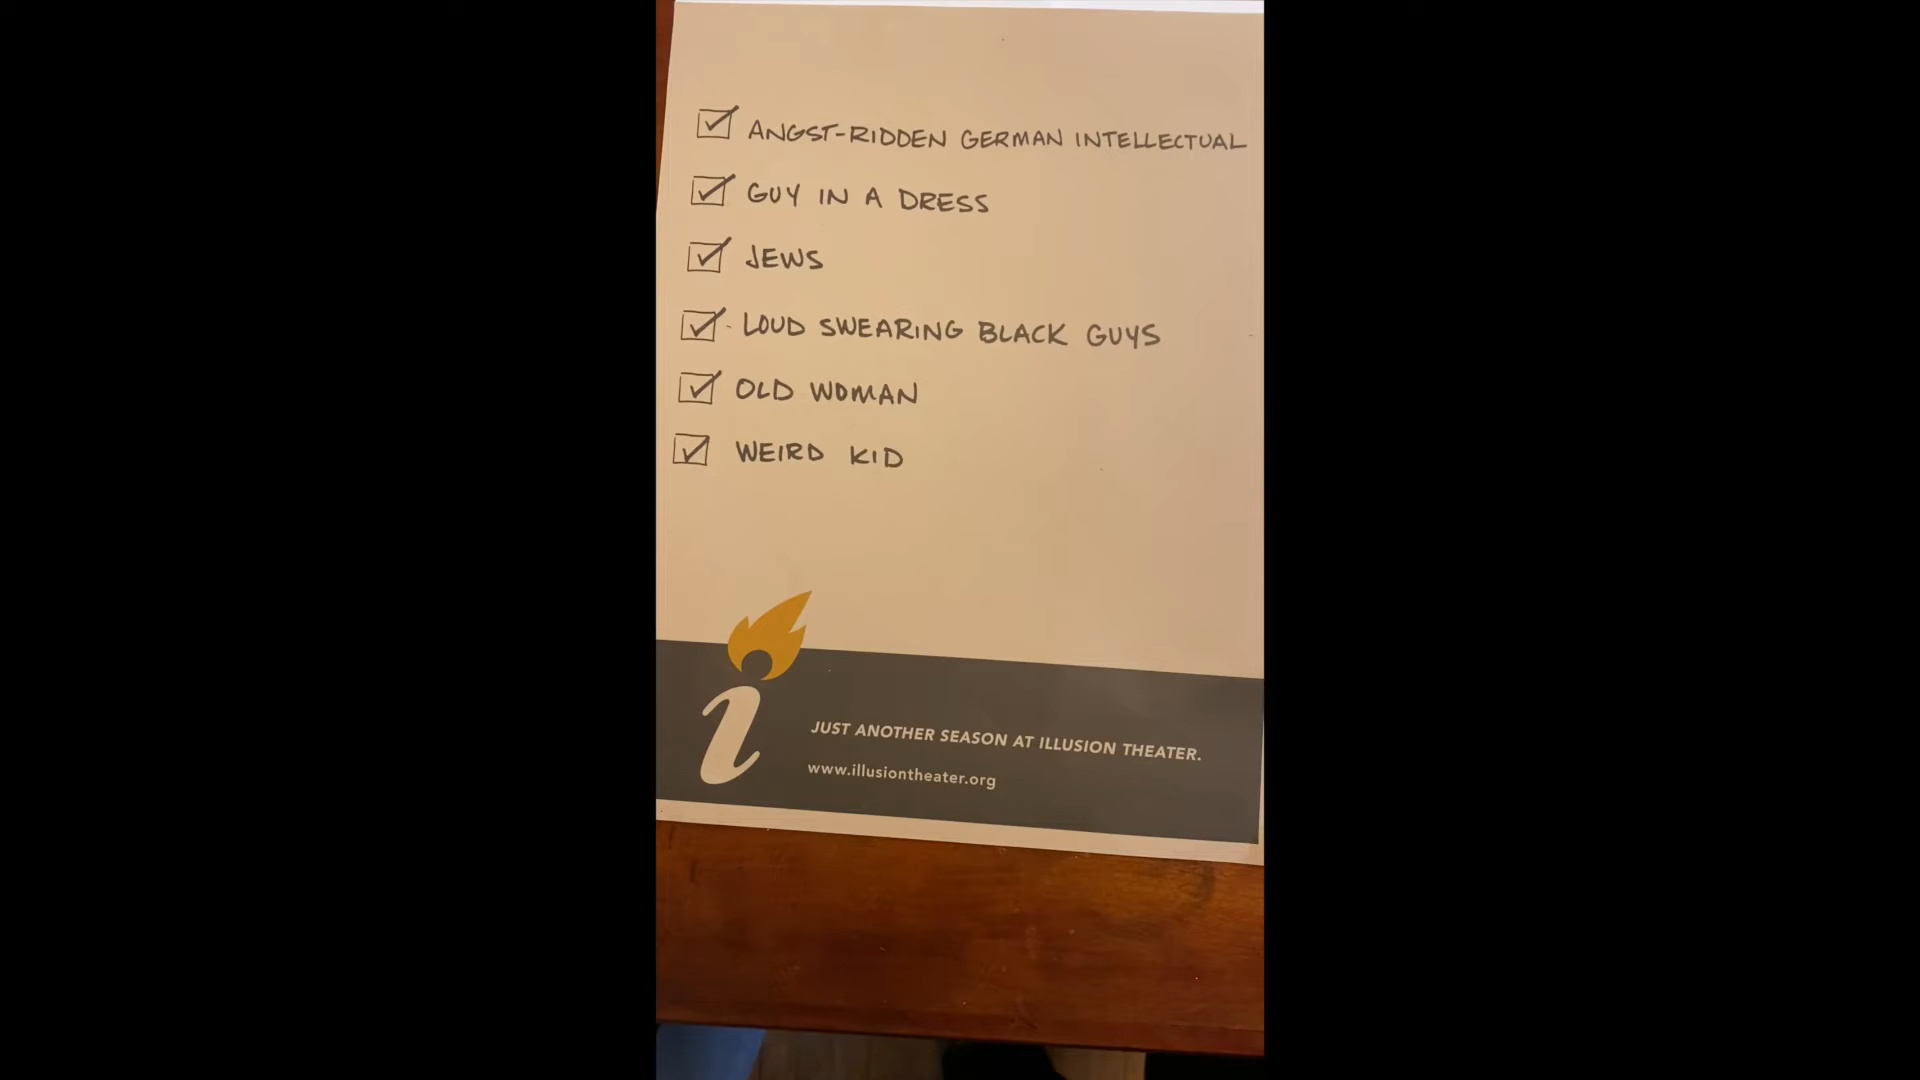 ANGST-RIDDEN GERMAN INTELLECTUAL
GUY IN A DRESS
JEWS
LOUD SWEARING BLACK GUYS
OLD WOMAN
WEIRD KID
i
JUST ANOTHER SEASON AT ILLUSION THEATER.
www.illusiontheater.org